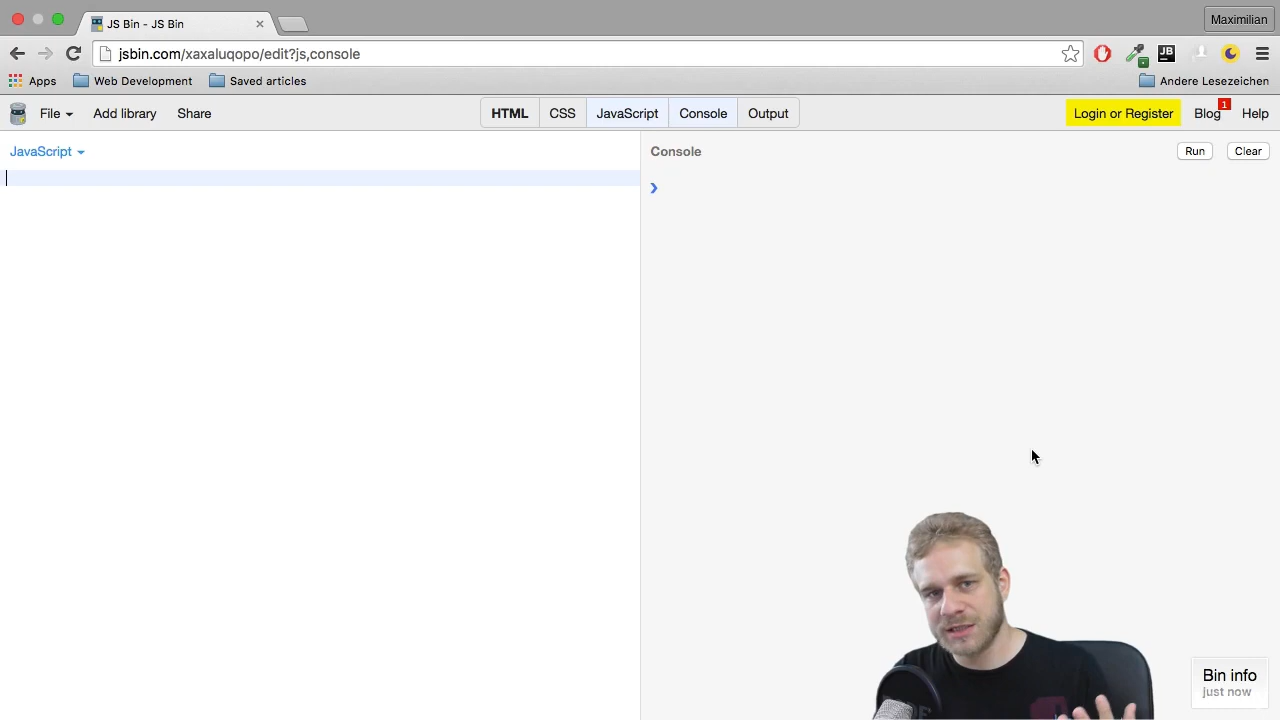 JS Bin - JS Bin
Maximilian
jsbin.com/xaxaluqopo/edit?js,console
JB
Apps
Web Development
Saved articles
Andere Lesezeichen
File
Add library
Share
HTML
CSS
JavaScript
Console
Output
Login or Register
Blog
1
Help
JavaScript
Console
Run
Clear
Bin info
just now